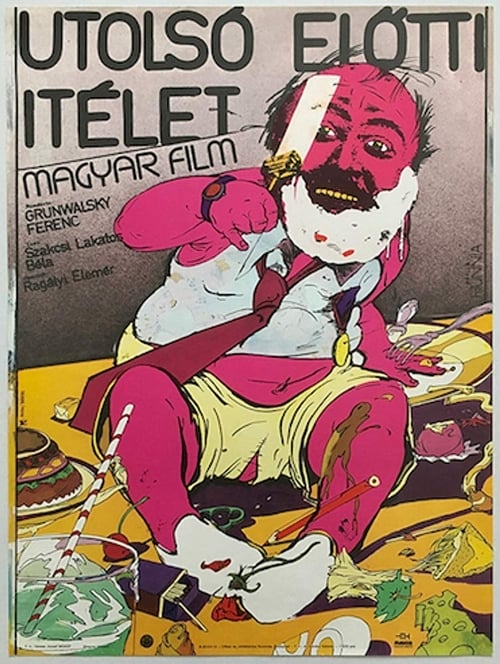 UTOLSÓ ELŐTTI
ITÉLET
MAGYAR FILM
GRUNWALSKY
FERENC
Szakcsi Lakatos
Béla
Ragályi Elemér